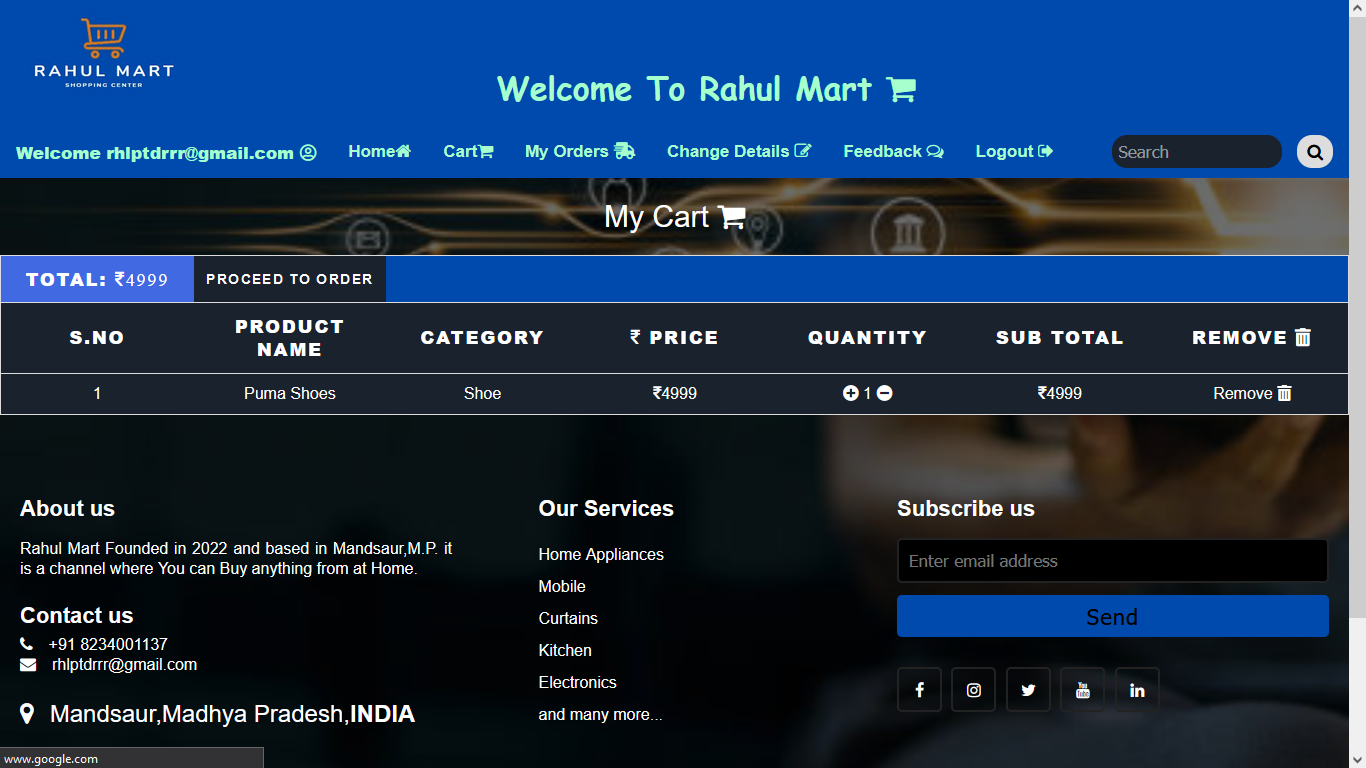 RAHUL MART
SHOPPING CENTER
Welcome To Rahul Mart
Welcome rhlptdrrr@gmail.com Home Cart My Orders Change Details Feedback Logout Search
My Cart
TOTAL: ₹4999 PROCEED TO ORDER
S.NO PRODUCT NAME CATEGORY ₹ PRICE QUANTITY SUB TOTAL REMOVE
1 Puma Shoes Shoe ₹4999 1 ₹4999 Remove
About us
Rahul Mart Founded in 2022 and based in Mandsaur,M.P. it
is a channel where You can Buy anything from at Home.
Contact us
+91 8234001137
rhlptdrrr@gmail.com
Mandsaur,Madhya Pradesh,INDIA
Our Services
Home Appliances
Mobile
Curtains
Kitchen
Electronics
and many more...
Subscribe us
Enter email address
Send
You Tube
www.google.com